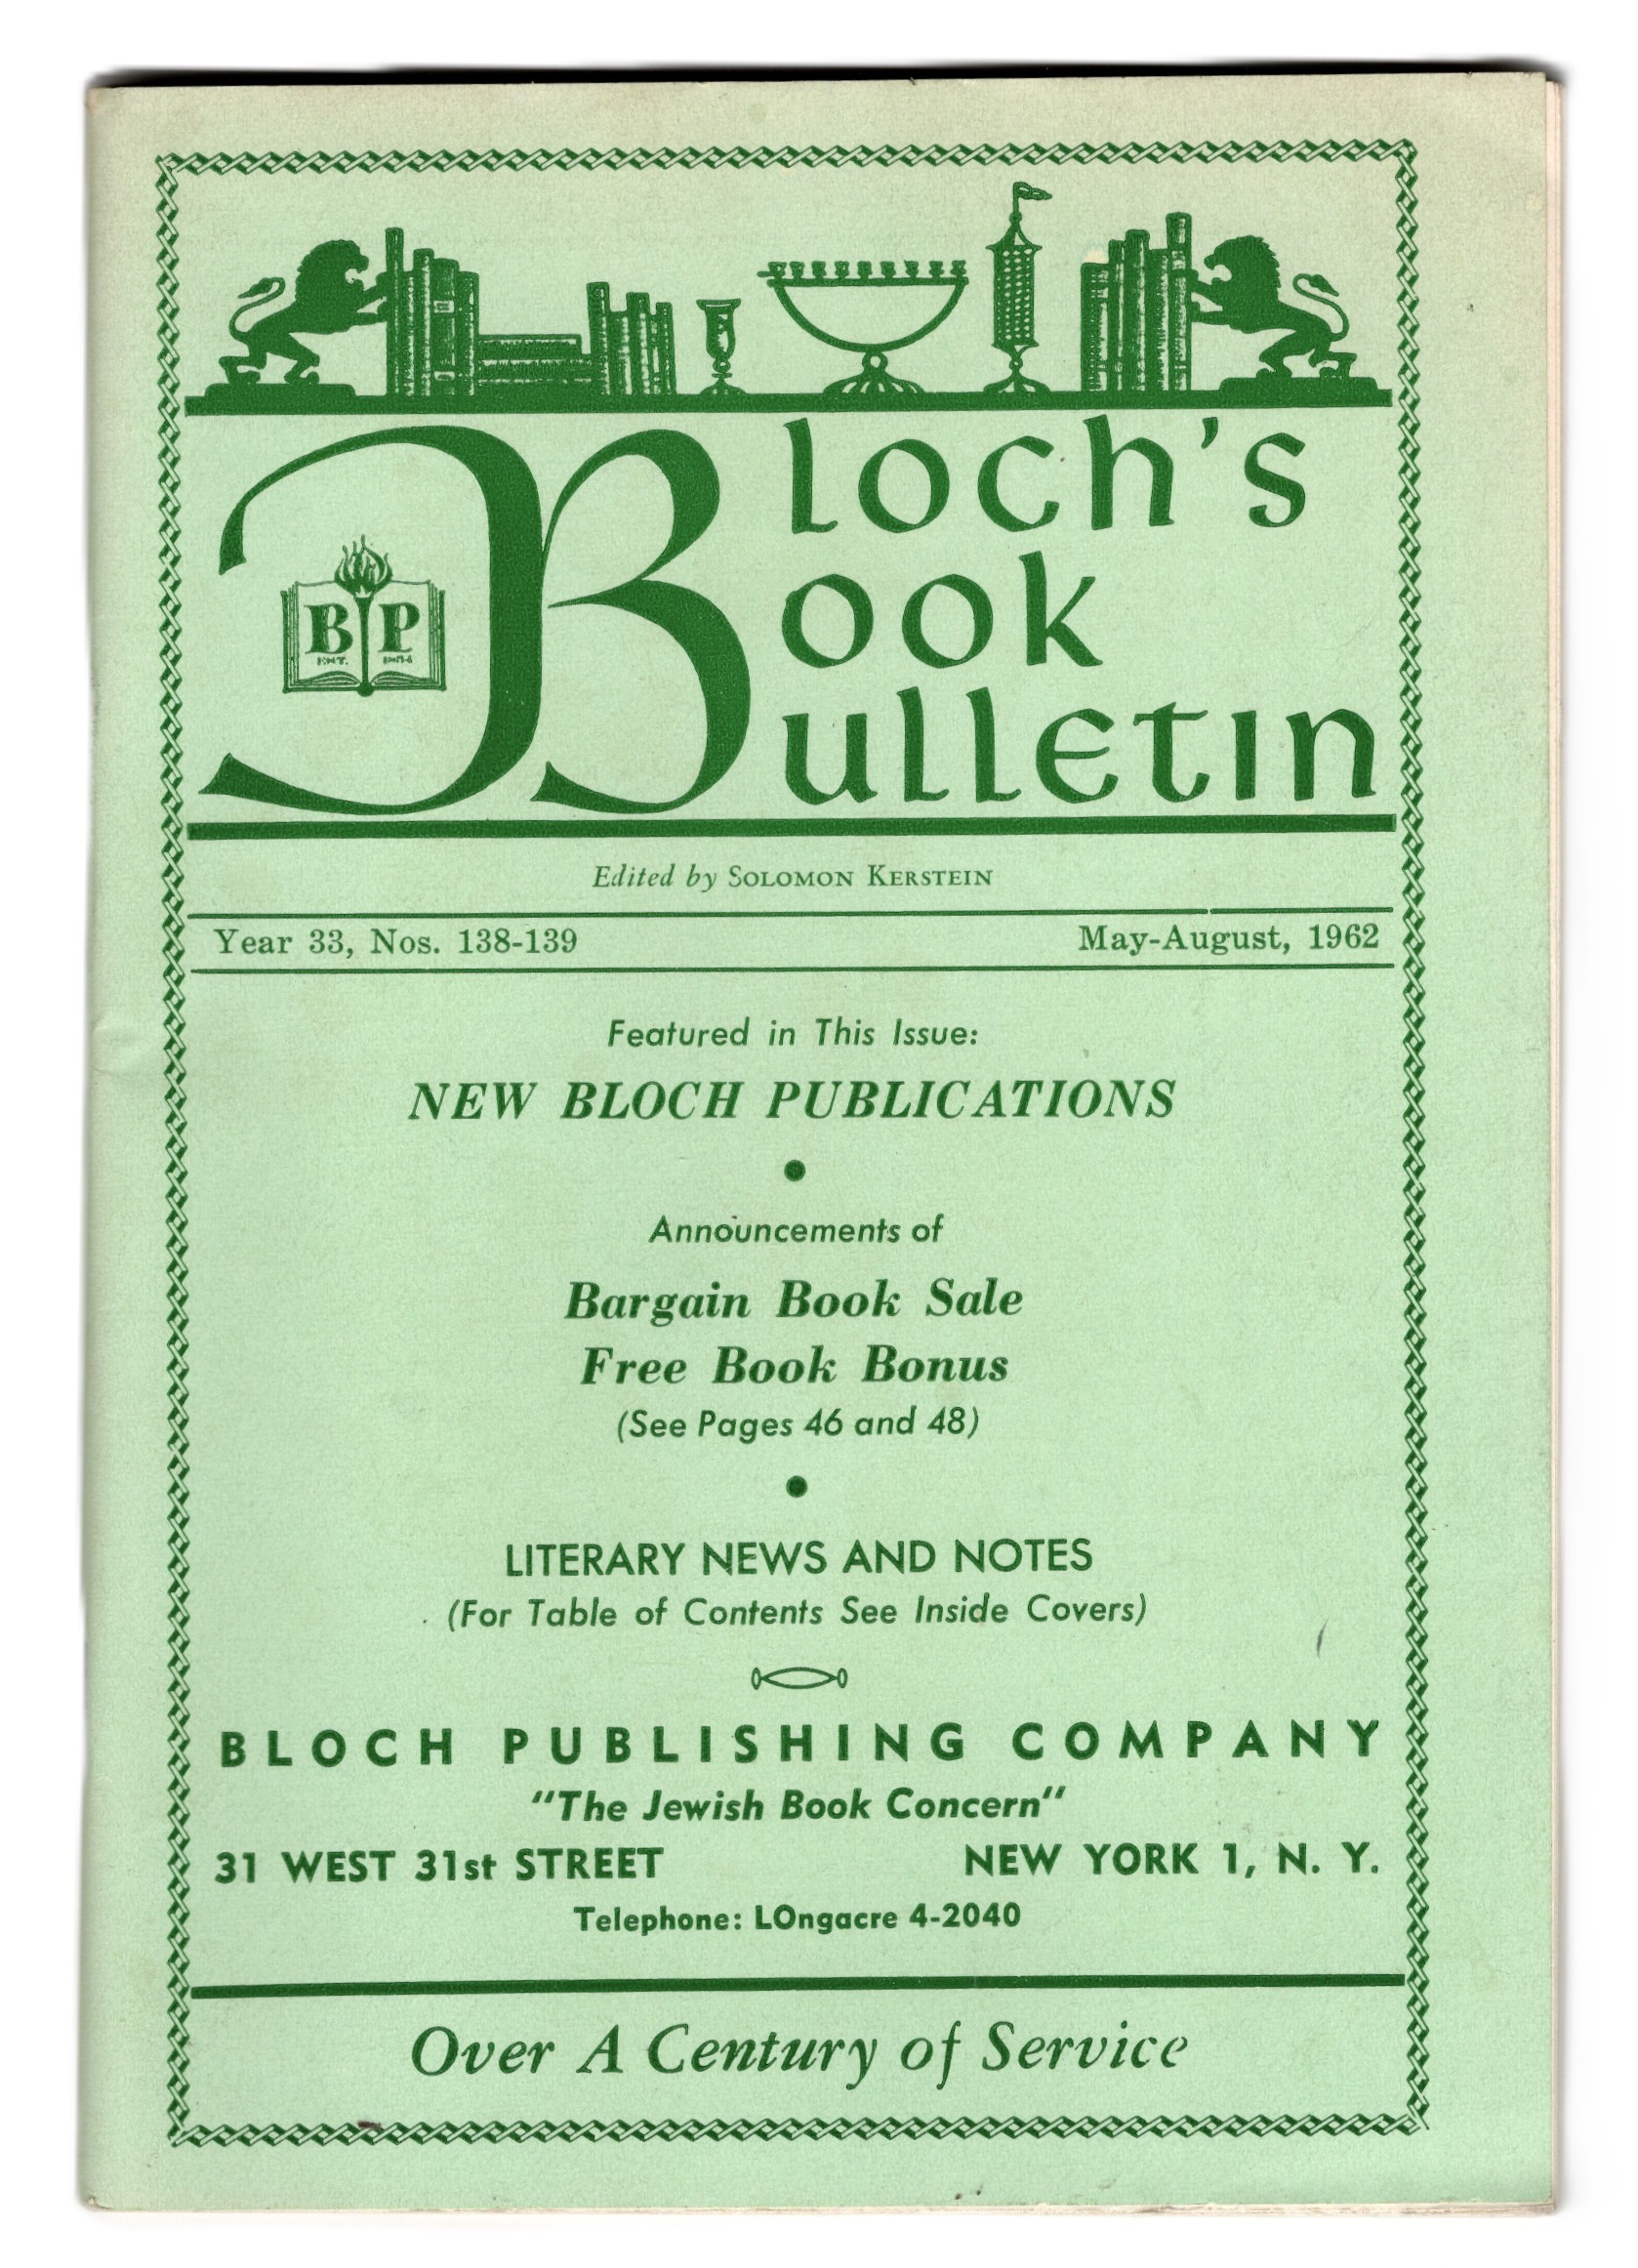 Bloch's
Book
Bulletin
B P
EST. 1854
Edited by SOLOMON KERSTEIN
Year 33, Nos. 138-139 May-August, 1962
Featured in This Issue:
NEW BLOCH PUBLICATIONS
Announcements of
Bargain Book Sale
Free Book Bonus
(See Pages 46 and 48)
LITERARY NEWS AND NOTES
(For Table of Contents See Inside Covers)
BLOCH PUBLISHING COMPANY
"The Jewish Book Concern"
31 WEST 31st STREET NEW YORK 1, N. Y.
Telephone: LOngacre 4-2040
Over A Century of Service